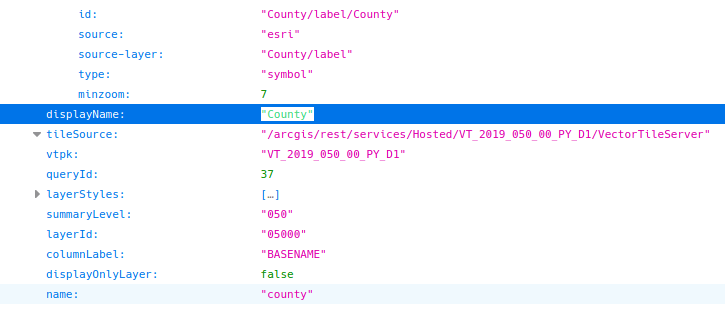 id: "County/label/County"
source: "esri"
source-layer: "County/label"
type: "symbol"
minzoom: 7
displayName: "County"
tileSource: "/arcgis/rest/services/Hosted/VT_2019_050_00_PY_D1/VectorTileServer"
vtpk: "VT_2019_050_00_PY_D1"
queryId: 37
layerStyles: […]
summaryLevel: "050"
layerId: "05000"
columnLabel: "BASENAME"
displayOnlyLayer: false
name: "county"